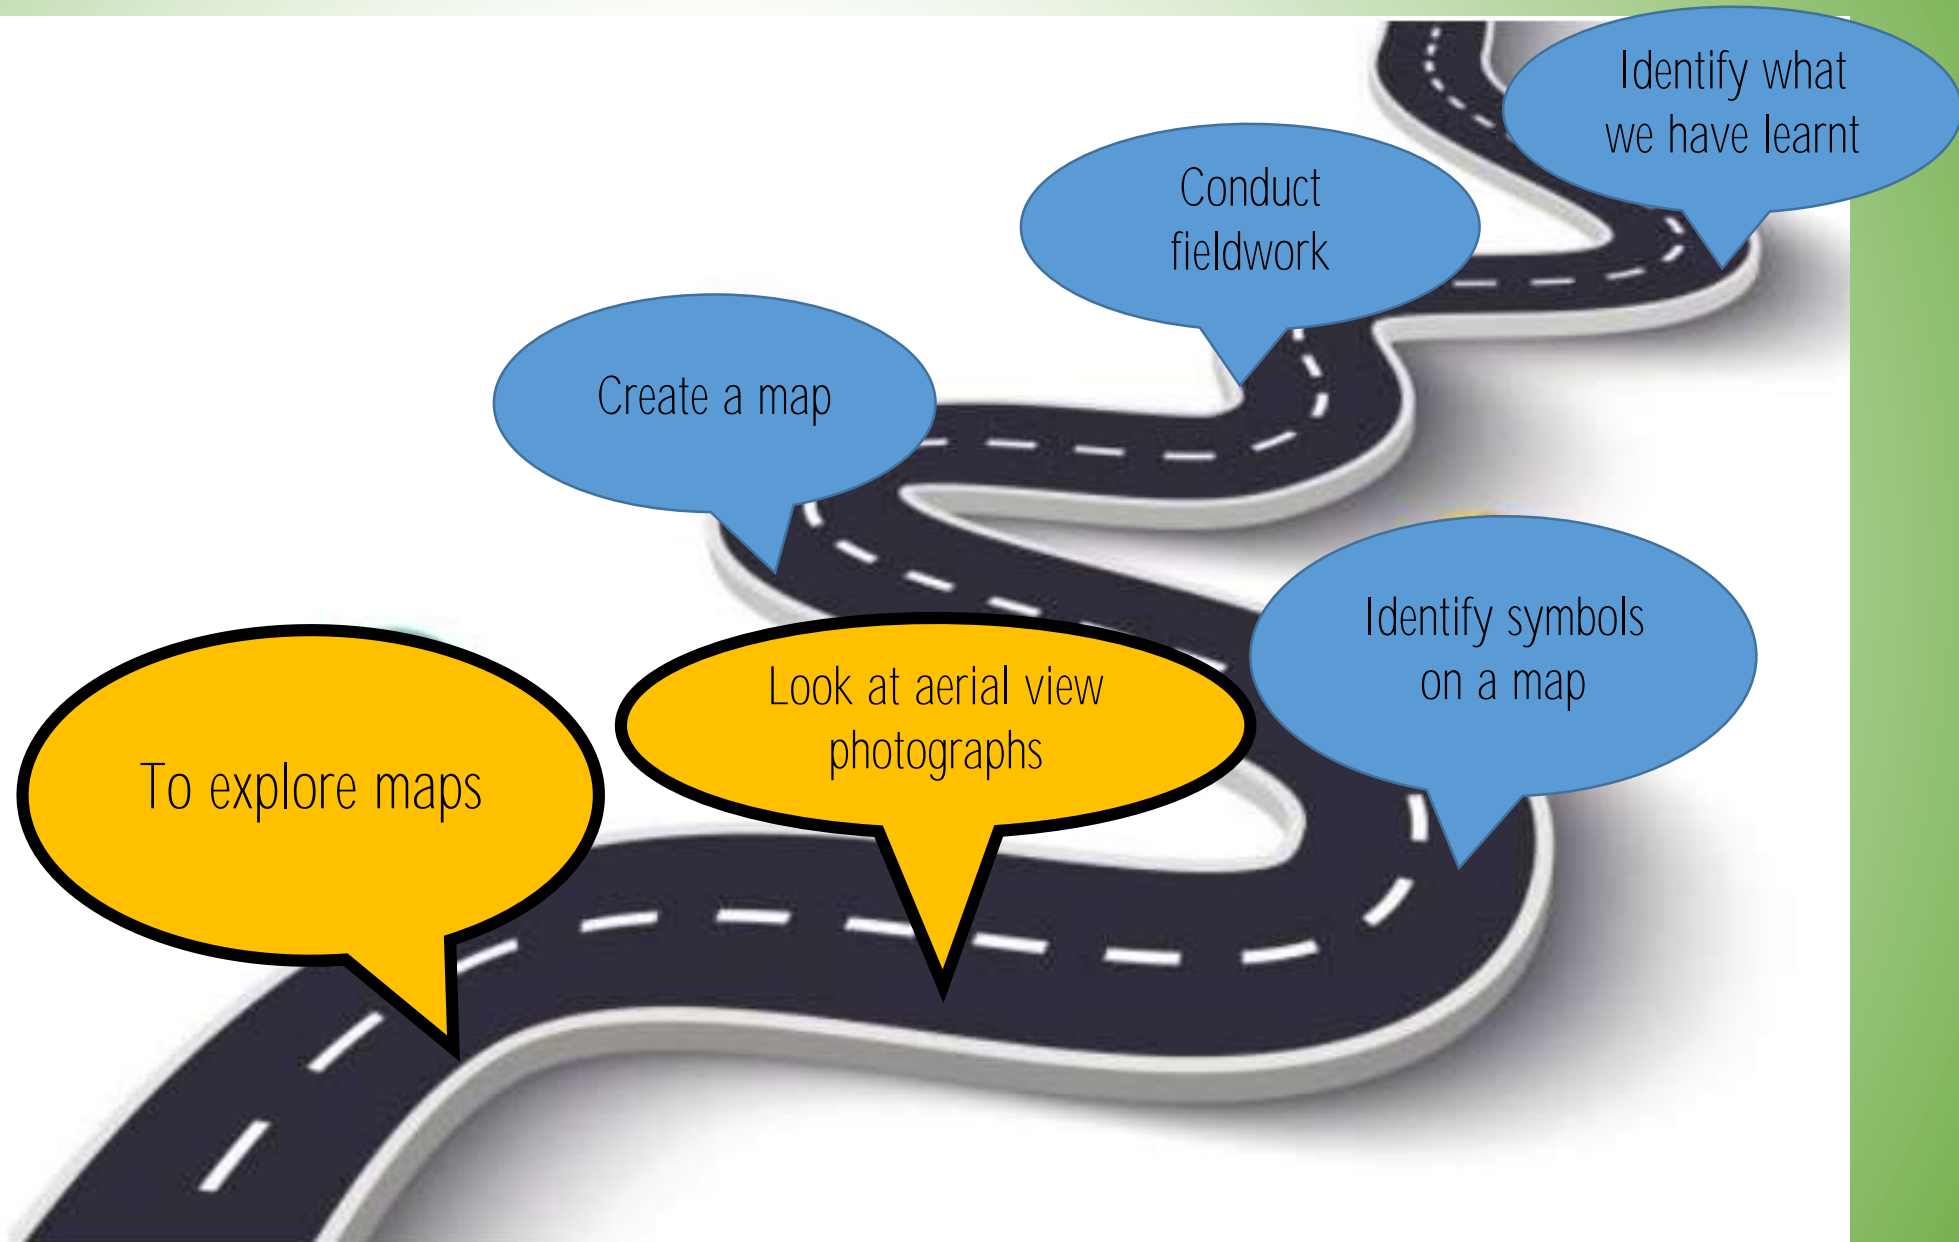 Identify what
we have learnt
Conduct
fieldwork
Create a map
Identify symbols
on a map
Look at aerial view
photographs
To explore maps